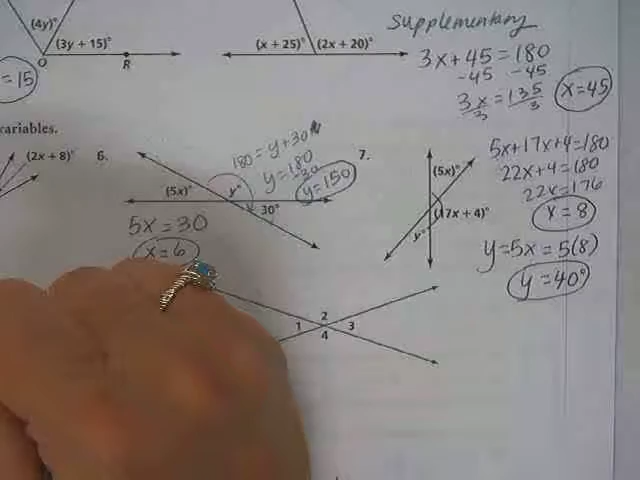 (4y)°
(3y + 15)°
O
R
= 15
(x + 25)°
(2x + 20)°
Supplementary
3x + 45 = 180
-45 -45
3x/3 = 135/3
x = 45
variables.
(2x + 8)°
6.
(5x)°
y°
30°
180 = y + 30
y = 180
-30
y = 150
5x = 30
x = 6
7.
(5x)°
(17x + 4)°
y°
5x + 17x + 4 = 180
22x + 4 = 180
22x = 176
x = 8
y = 5x = 5(8)
y = 40°
1
2
3
4